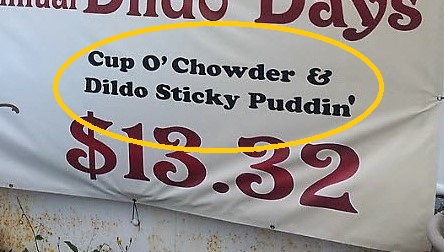 Dildo Days
Cup O' Chowder &
Dildo Sticky Puddin'
$13.32